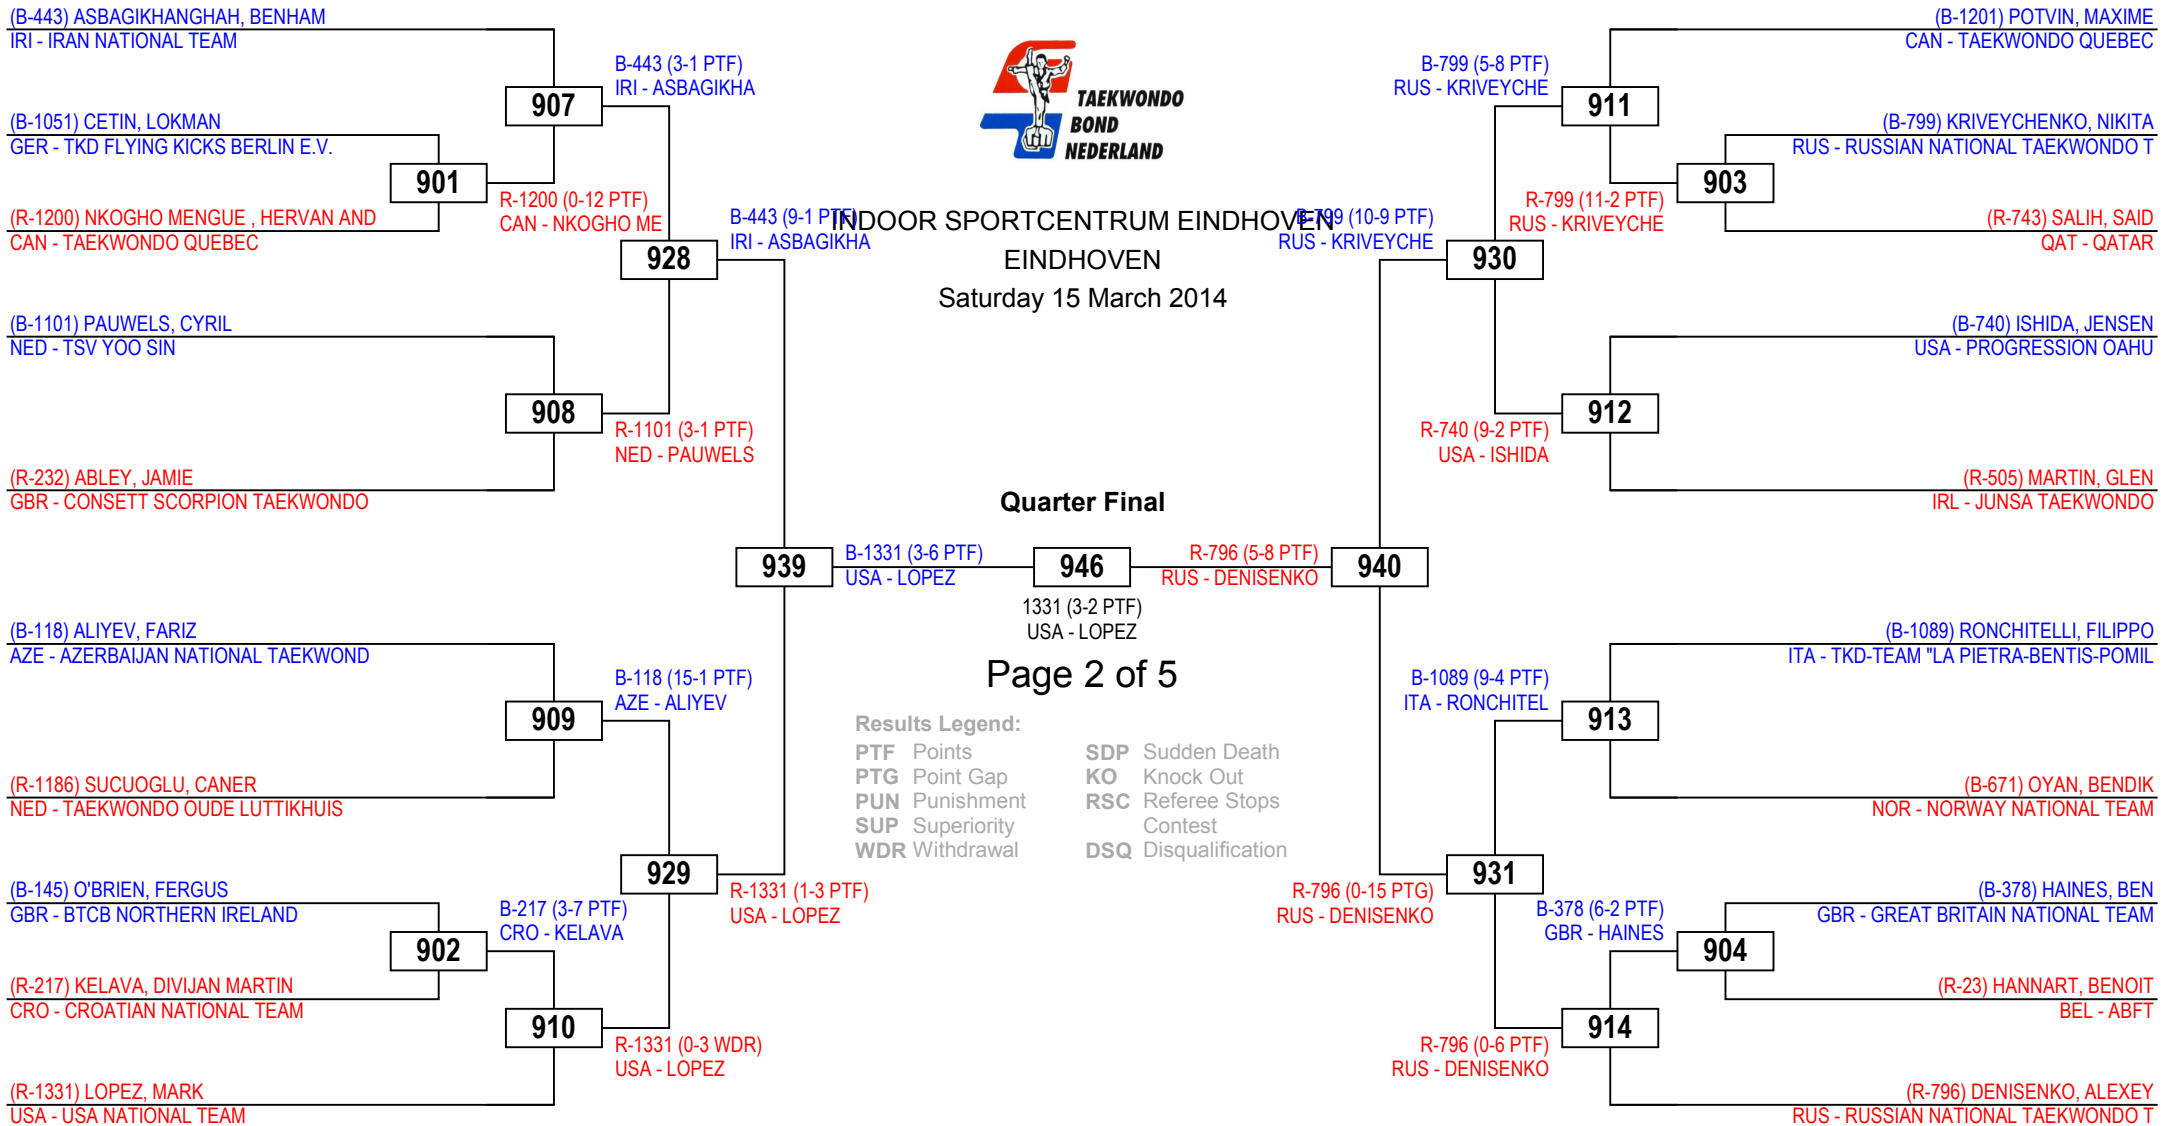 (B-443) ASBAGIKHANGHAH, BENHAM
IRI - IRAN NATIONAL TEAM
(B-1051) CETIN, LOKMAN
GER - TKD FLYING KICKS BERLIN E.V.
(R-1200) NKOGHO MENGUE , HERVAN AND
CAN - TAEKWONDO QUEBEC
(B-1101) PAUWELS, CYRIL
NED - TSV YOO SIN
(R-232) ABLEY, JAMIE
GBR - CONSETT SCORPION TAEKWONDO
(B-118) ALIYEV, FARIZ
AZE - AZERBAIJAN NATIONAL TAEKWOND
(R-1186) SUCUOGLU, CANER
NED - TAEKWONDO OUDE LUTTIKHUIS
(B-145) O'BRIEN, FERGUS
GBR - BTCB NORTHERN IRELAND
(R-217) KELAVA, DIVIJAN MARTIN
CRO - CROATIAN NATIONAL TEAM
(R-1331) LOPEZ, MARK
USA - USA NATIONAL TEAM
901
R-1200 (0-12 PTF)
CAN - NKOGHO ME
902
B-217 (3-7 PTF)
CRO - KELAVA
907
B-443 (3-1 PTF)
IRI - ASBAGIKHA
908
R-1101 (3-1 PTF)
NED - PAUWELS
909
B-118 (15-1 PTF)
AZE - ALIYEV
910
R-1331 (0-3 WDR)
USA - LOPEZ
928
B-443 (9-1 PTF)
IRI - ASBAGIKHA
929
R-1331 (1-3 PTF)
USA - LOPEZ
939
B-1331 (3-6 PTF)
USA - LOPEZ
TAEKWONDO
BOND
NEDERLAND
INDOOR SPORTCENTRUM EINDHOVEN
EINDHOVEN
Saturday 15 March 2014
Quarter Final
946
1331 (3-2 PTF)
USA - LOPEZ
Page 2 of 5
Results Legend:
PTF Points
PTG Point Gap
PUN Punishment
SUP Superiority
WDR Withdrawal
SDP Sudden Death
KO Knock Out
RSC Referee Stops
Contest
DSQ Disqualification
R-796 (5-8 PTF)
RUS - DENISENKO
940
B-799 (10-9 PTF)
RUS - KRIVEYCHE
930
R-796 (0-15 PTG)
RUS - DENISENKO
931
B-799 (5-8 PTF)
RUS - KRIVEYCHE
911
R-740 (9-2 PTF)
USA - ISHIDA
912
B-1089 (9-4 PTF)
ITA - RONCHITEL
913
R-796 (0-6 PTF)
RUS - DENISENKO
914
R-799 (11-2 PTF)
RUS - KRIVEYCHE
903
B-378 (6-2 PTF)
GBR - HAINES
904
(B-1201) POTVIN, MAXIME
CAN - TAEKWONDO QUEBEC
(B-799) KRIVEYCHENKO, NIKITA
RUS - RUSSIAN NATIONAL TAEKWONDO T
(R-743) SALIH, SAID
QAT - QATAR
(B-740) ISHIDA, JENSEN
USA - PROGRESSION OAHU
(R-505) MARTIN, GLEN
IRL - JUNSA TAEKWONDO
(B-1089) RONCHITELLI, FILIPPO
ITA - TKD-TEAM "LA PIETRA-BENTIS-POMIL
(B-671) OYAN, BENDIK
NOR - NORWAY NATIONAL TEAM
(B-378) HAINES, BEN
GBR - GREAT BRITAIN NATIONAL TEAM
(R-23) HANNART, BENOIT
BEL - ABFT
(R-796) DENISENKO, ALEXEY
RUS - RUSSIAN NATIONAL TAEKWONDO T